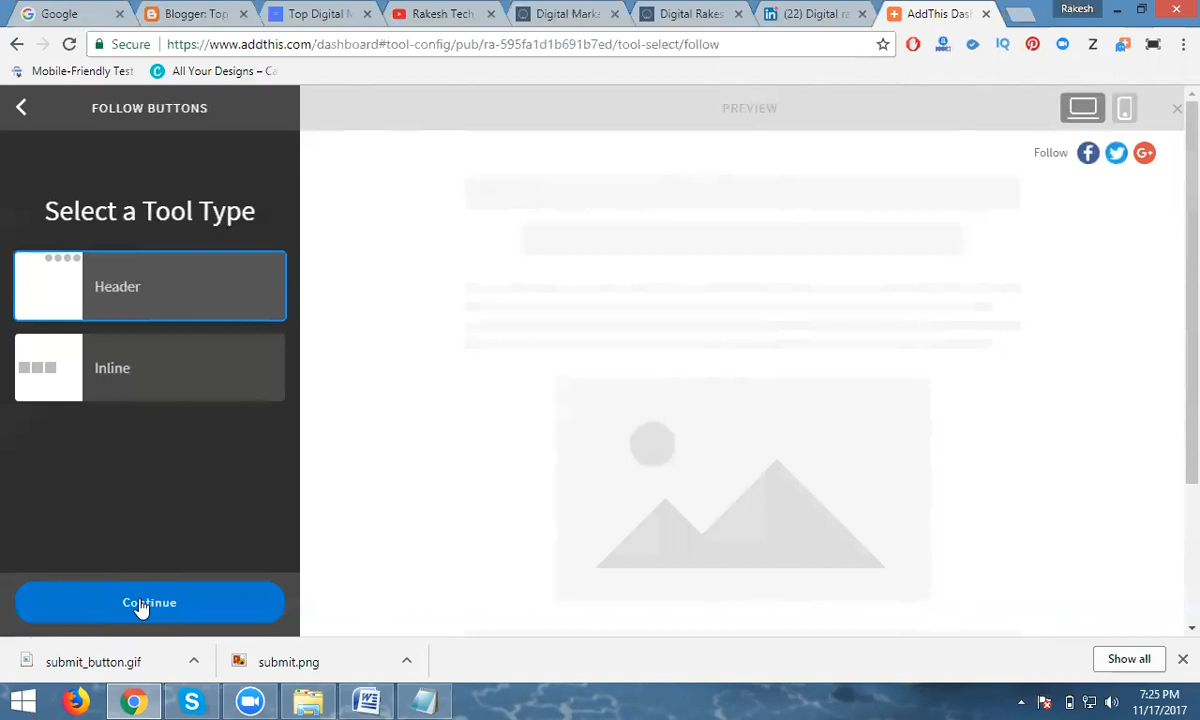 Google
Blogger: Top
Top Digital M
Rakesh Tech
Digital Marke
Digital Rakes
(22) Digital ra
AddThis Dash
Rakesh
Secure
https://www.addthis.com/dashboard#tool-config/pub/ra-595fa1d1b691b7ed/tool-select/follow
Mobile-Friendly Test
All Your Designs – Ca
FOLLOW BUTTONS
PREVIEW
Follow
Select a Tool Type
Header
Inline
Continue
submit_button.gif
submit.png
Show all
7:25 PM
11/17/2017